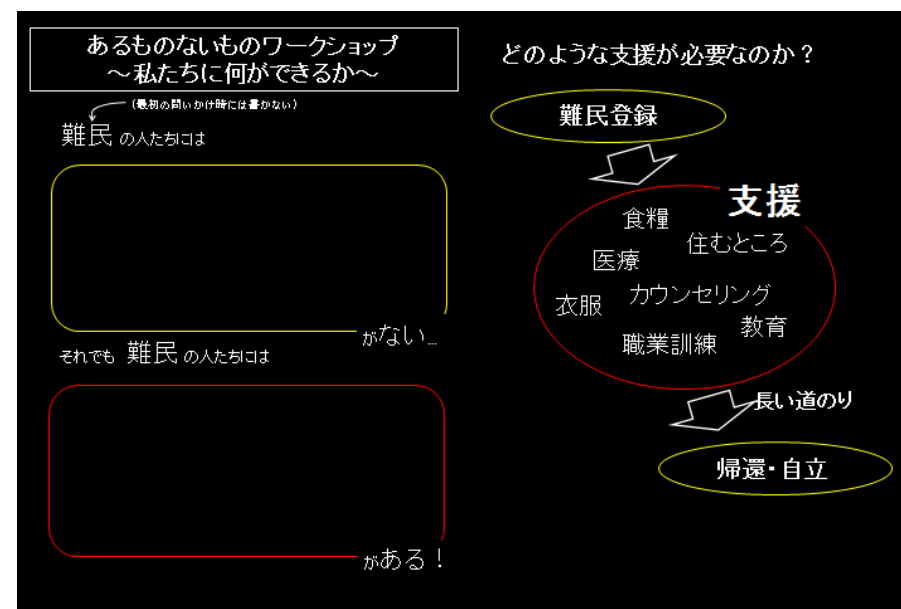 あるものないものワークショップ
～私たちに何ができるか～
(最初の問いかけ時には書かない)
難民の人たちには
がない…
それでも 難民の人たちには
がある！
どのような支援が必要なのか？
難民登録
支援
食糧
住むところ
医療
カウンセリング
衣服
教育
職業訓練
長い道のり
帰還・自立